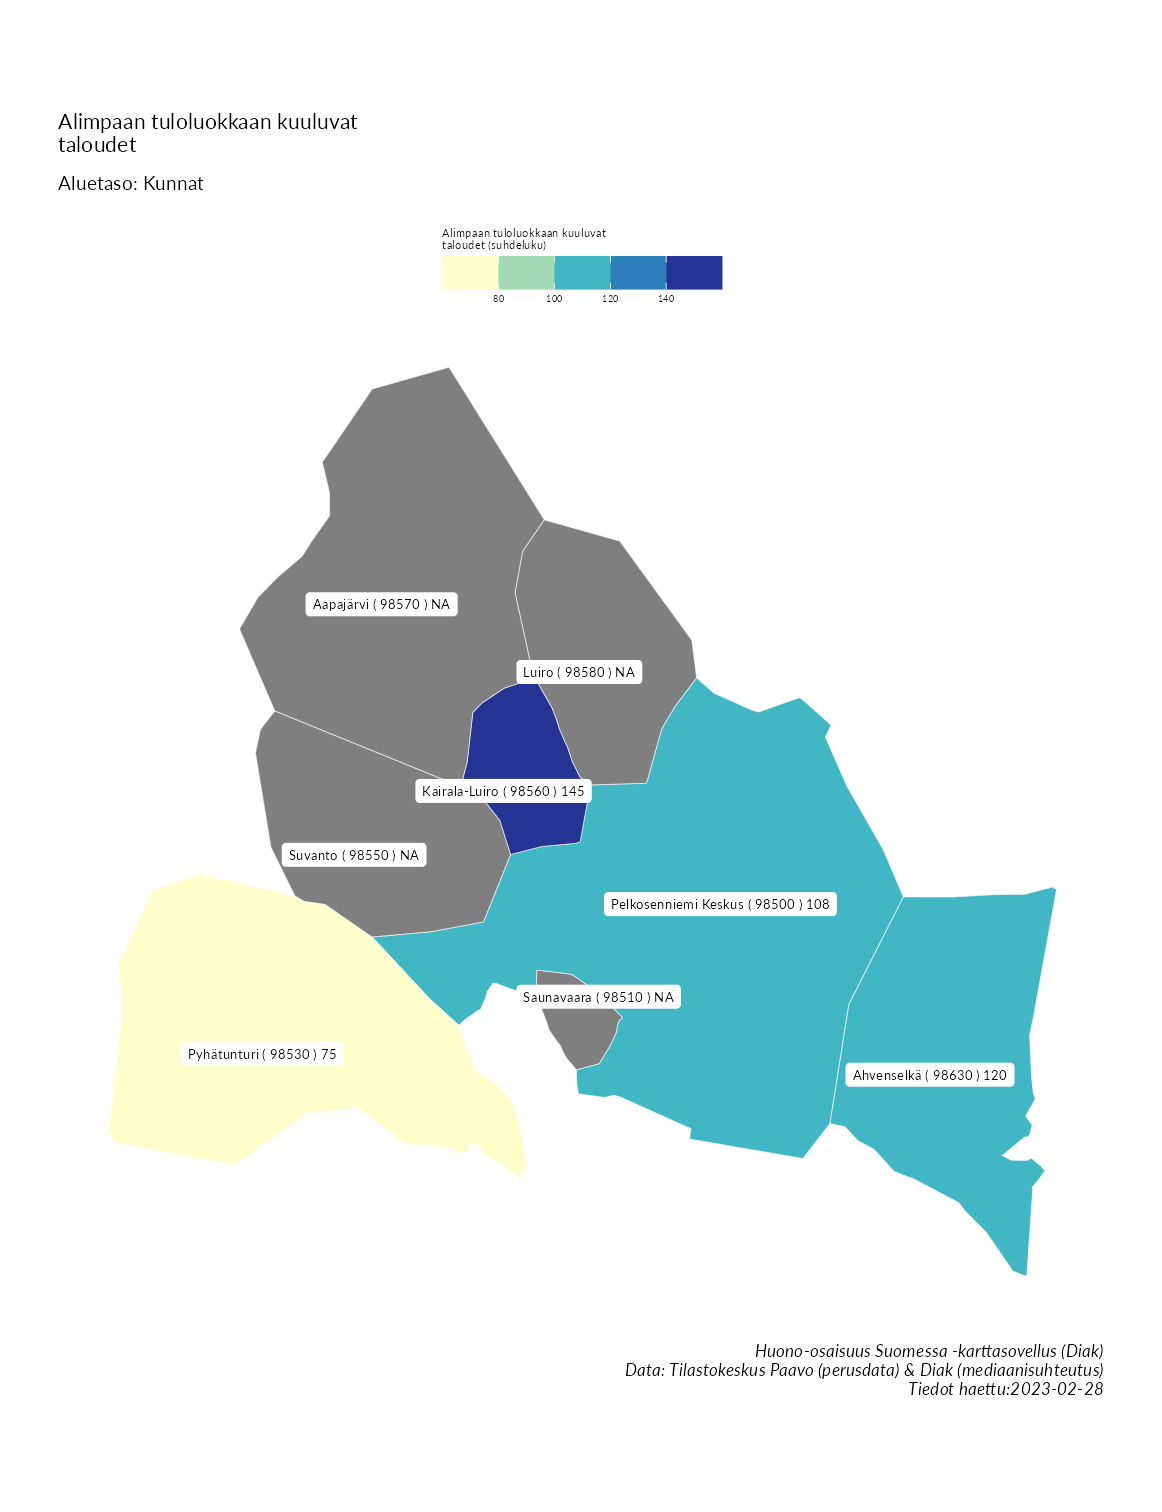 Alimpaan tuloluokkaan kuuluvat
taloudet
Aluetaso: Kunnat
Alimpaan tuloluokkaan kuuluvat
taloudet (suhdeluku)
80 100 120 140
Aapajärvi ( 98570 ) NA
Luiro ( 98580 ) NA
Kairala-Luiro ( 98560 ) 145
Suvanto ( 98550 ) NA
Pelkosenniemi Keskus ( 98500 ) 108
Saunavaara ( 98510 ) NA
Pyhätunturi ( 98530 ) 75
Ahvenselkä ( 98630 ) 120
Huono-osaisuus Suomessa -karttasovellus (Diak)
Data: Tilastokeskus Paavo (perusdata) & Diak (mediaanisuhteutus)
Tiedot haettu:2023-02-28